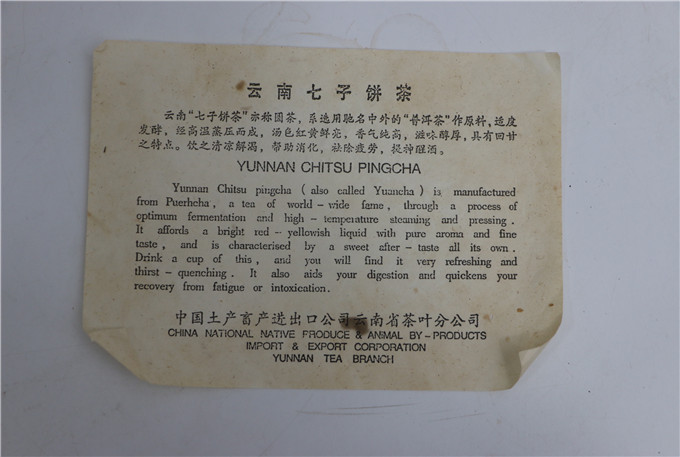 云南七子饼茶
云南“七子饼茶”亦称圆茶，系选用驰名中外的“普洱茶”作原料，适度
发酵，经高温蒸压而成，汤色红黄鲜亮，香气纯高，滋味醇厚，具有回甘
之特点。饮之清凉解渴，帮助消化，祛除疲劳，提神醒酒。
YUNNAN CHITSU PINGCHA
Yunnan Chitsu pingcha ( also called Yuancha ) is manufactured
from Puerhcha, a tea of world-wide fame, through a process of
optimum fermentation and high-temperature steaming and pressing.
It affords a bright red-yellowish liquid with pure aroma and fine
taste, and is characterised by a sweet after-taste all its own.
Drink a cup of this, and you will find it very refreshing and
thirst-quenching. It also aids your digestion and quickens your
recovery from fatigue or intoxication.
中国土产畜产进出口公司云南省茶叶分公司
CHINA NATIONAL NATIVE PRODUCE & ANIMAL BY-PRODUCTS
IMPORT & EXPORT CORPORATION
YUNNAN TEA BRANCH